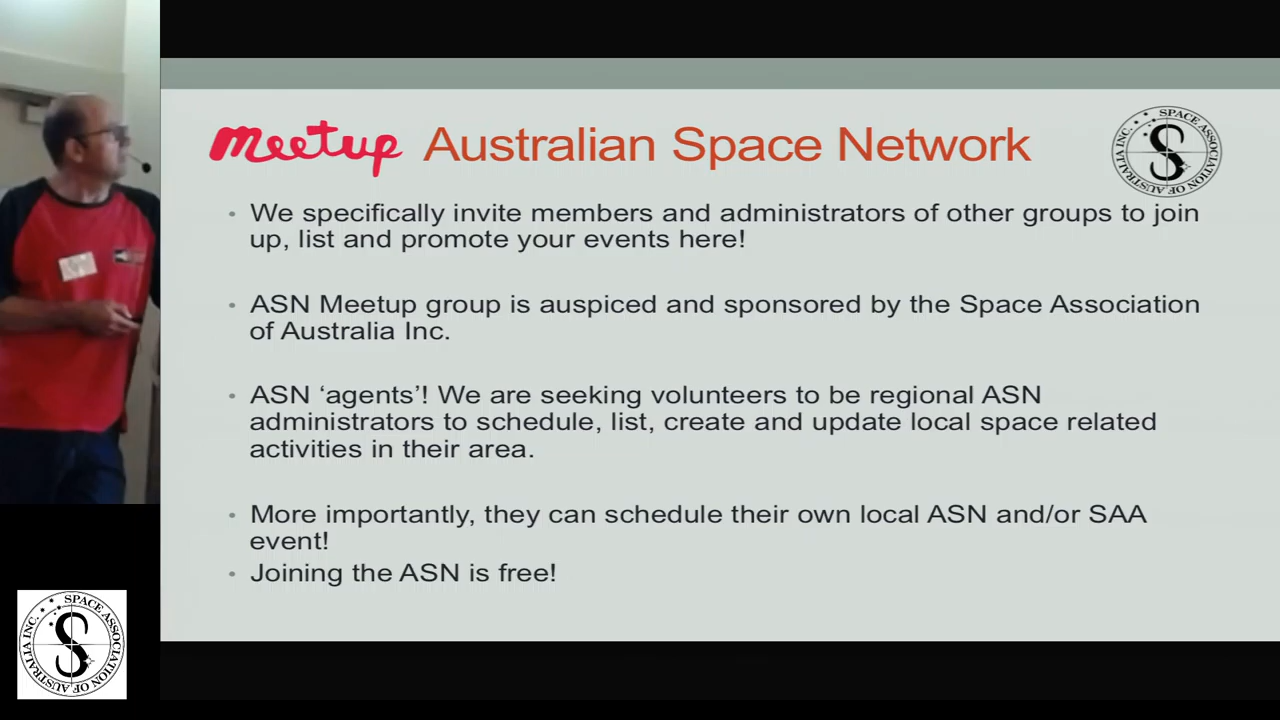 meetup Australian Space Network
SPACE ASSOCIATION OF AUSTRALIA INC.
• We specifically invite members and administrators of other groups to join
up, list and promote your events here!
• ASN Meetup group is auspiced and sponsored by the Space Association
of Australia Inc.
• ASN ‘agents’! We are seeking volunteers to be regional ASN
administrators to schedule, list, create and update local space related
activities in their area.
• More importantly, they can schedule their own local ASN and/or SAA
event!
• Joining the ASN is free!
SPACE ASSOCIATION OF AUSTRALIA INC.